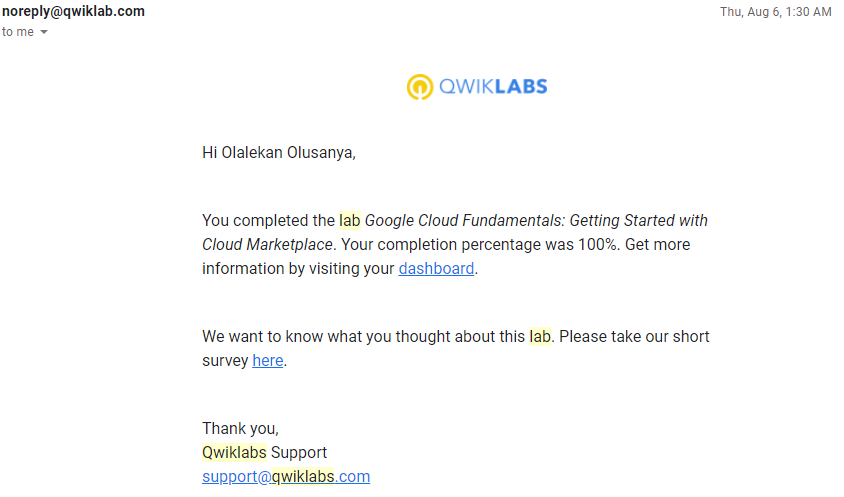 noreply@qwiklab.com
Thu, Aug 6, 1:30 AM
to me
QWIKLABS
Hi Olalekan Olusanya,
You completed the lab Google Cloud Fundamentals: Getting Started with
Cloud Marketplace. Your completion percentage was 100%. Get more
information by visiting your dashboard.
We want to know what you thought about this lab. Please take our short
survey here.
Thank you,
Qwiklabs Support
support@qwiklabs.com